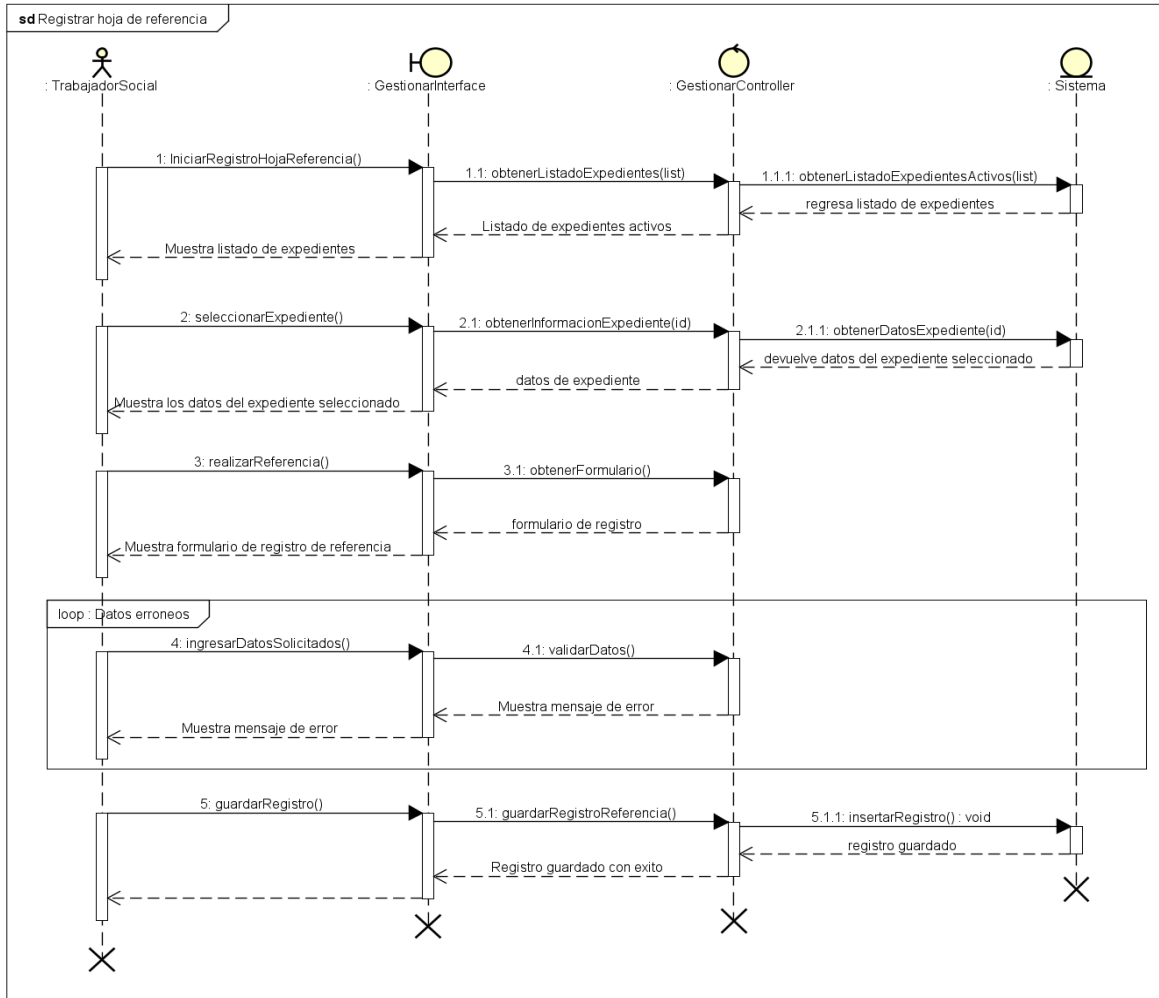 sd Registrar hoja de referencia
: TrabajadorSocial
: GestionarInterface
: GestionarController
: Sistema
1: IniciarRegistroHojaReferencia()
1.1: obtenerListadoExpedientes(list)
1.1.1: obtenerListadoExpedientesActivos(list)
regresa listado de expedientes
Listado de expedientes activos
Muestra listado de expedientes
2: seleccionarExpediente()
2.1: obtenerInformacionExpediente(id)
2.1.1: obtenerDatosExpediente(id)
devuelve datos del expediente seleccionado
datos de expediente
Muestra los datos del expediente seleccionado
3: realizarReferencia()
3.1: obtenerFormulario()
formulario de registro
Muestra formulario de registro de referencia
loop : Datos erroneos
4: ingresarDatosSolicitados()
4.1: validarDatos()
Muestra mensaje de error
Muestra mensaje de error
5: guardarRegistro()
5.1: guardarRegistroReferencia()
5.1.1: insertarRegistro() : void
registro guardado
Registro guardado con exito